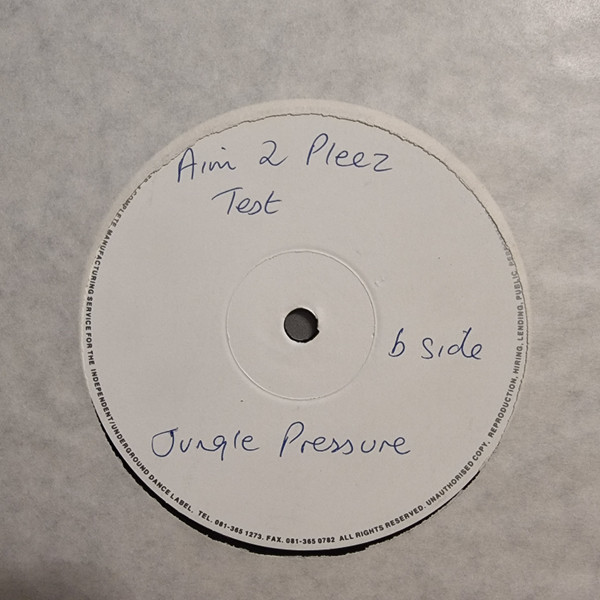 Aim 2 Pleez
Test
b side
Jungle Pressure
COMPLETE MANUFACTURING SERVICE FOR THE INDEPENDENT/UNDERGROUND DANCE LABEL. TEL. 081-365 1273. FAX. 081-365 0782 ALL RIGHTS RESERVED. UNAUTHORISED COPY, REPRODUCTION, HIRING, LENDING, PUBLIC